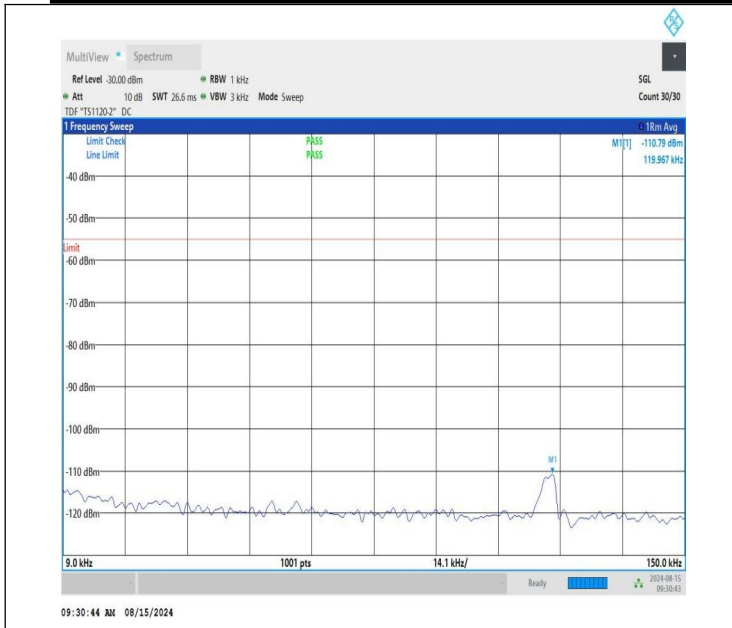 R S
MultiView Spectrum
Ref Level -30.00 dBm RBW 1 kHz SGL
Att 10 dB SWT 26.6 ms VBW 3 kHz Mode Sweep Count 30/30
TDF "TS1120-2" DC
1 Frequency Sweep 1Rm Avg
Limit Check PASS M1[1] -110.79 dBm
Line Limit PASS 119.967 kHz
-40 dBm
-50 dBm
Limit
-60 dBm
-70 dBm
-80 dBm
-90 dBm
-100 dBm
M1
-110 dBm
-120 dBm
9.0 kHz 1001 pts 14.1 kHz/ 150.0 kHz
Ready 2024-08-15
09:30:43
09:30:44 AM 08/15/2024